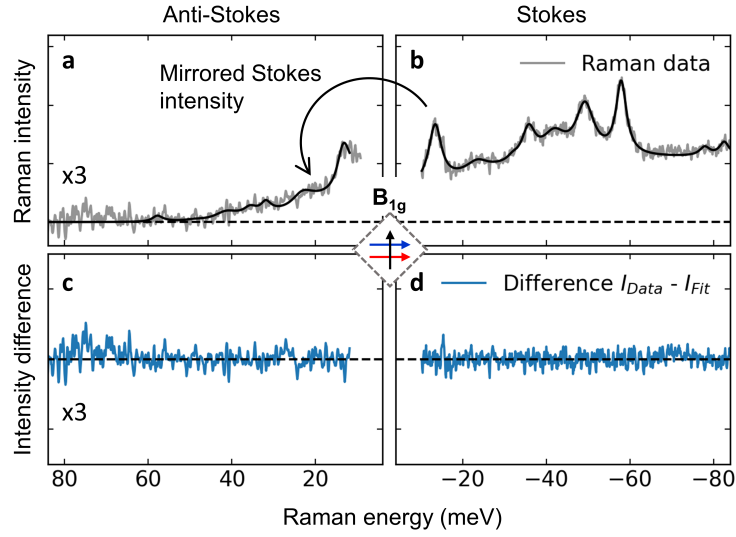 Anti-Stokes
Stokes
a
Mirrored Stokes
intensity
x3
b
Raman data
Raman intensity
B1g
c
x3
d
Difference IData - IFit
Intensity difference
80 60 40 20
−20 −40 −60 −80
Raman energy (meV)